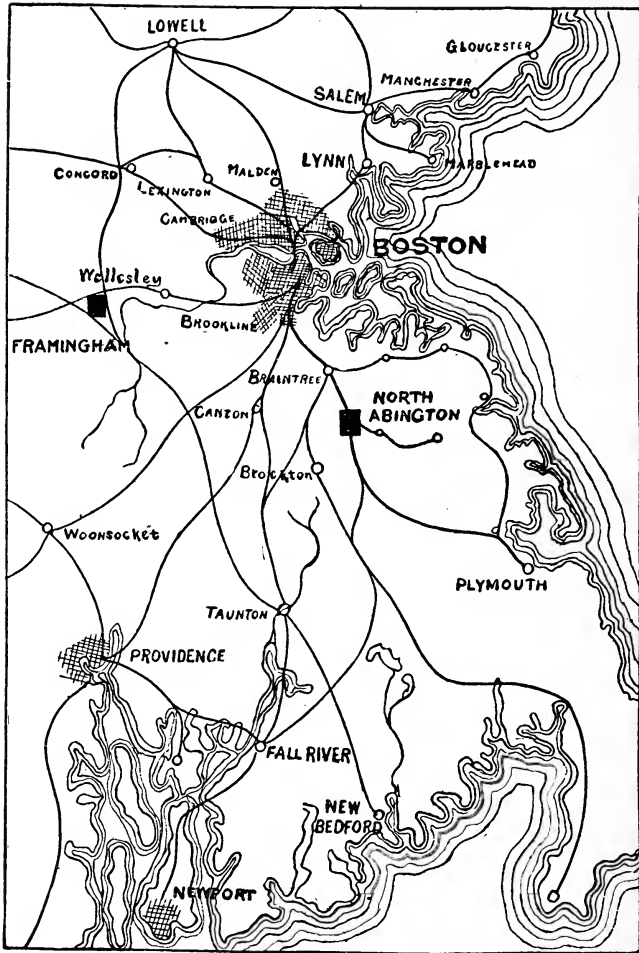 LOWELL
GLOUCESTER
MANCHESTER
SALEM
LYNN
MARBLEHEAD
CONCORD
LEXINGTON
MALDEN
CAMBRIDGE
BOSTON
Wellesley
BROOKLINE
FRAMINGHAM
BRAINTREE
NORTH
ABINGTON
CANTON
BROCKTON
WOONSOCKET
PLYMOUTH
TAUNTON
PROVIDENCE
FALL RIVER
NEW
BEDFORD
NEWPORT